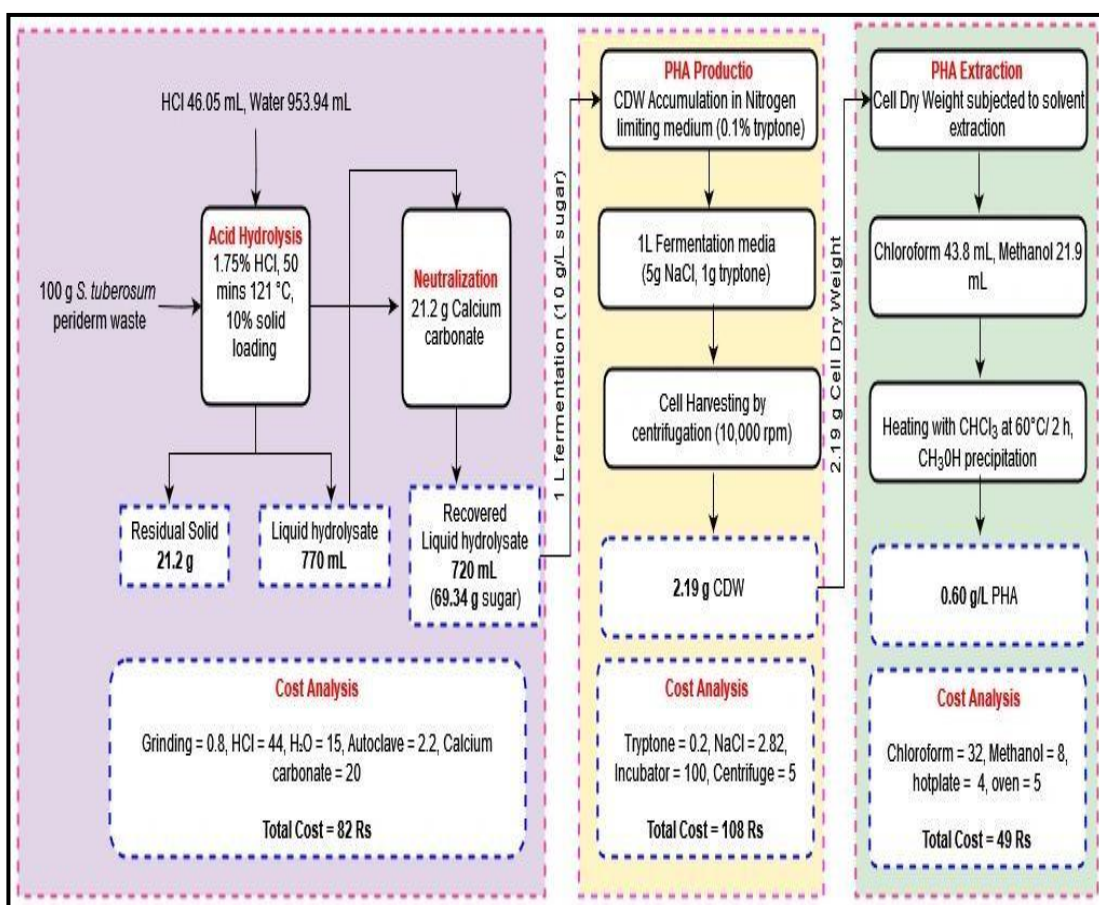 HCl 46.05 mL, Water 953.94 mL
100 g S. tuberosum
periderm waste
Acid Hydrolysis
1.75% HCl, 50
mins 121 °C,
10% solid
loading
Neutralization
21.2 g Calcium
carbonate
Residual Solid
21.2 g
Liquid hydrolysate
770 mL
Recovered
Liquid hydrolysate
720 mL
(69.34 g sugar)
Cost Analysis
Grinding = 0.8, HCl = 44, H₂O = 15, Autoclave = 2.2, Calcium
carbonate = 20
Total Cost = 82 Rs
1 L fermentation (10 g/L sugar)
PHA Productio
CDW Accumulation in Nitrogen
limiting medium (0.1% tryptone)
1L Fermentation media
(5g NaCl, 1g tryptone)
Cell Harvesting by
centrifugation (10,000 rpm)
2.19 g CDW
Cost Analysis
Tryptone = 0.2, NaCl = 2.82,
Incubator = 100, Centrifuge = 5
Total Cost = 108 Rs
2.19 g Cell Dry Weight
PHA Extraction
Cell Dry Weight subjected to solvent
extraction
Chloroform 43.8 mL, Methanol 21.9
mL
Heating with CHCl₃ at 60°C/ 2 h,
CH₃0H precipitation
0.60 g/L PHA
Cost Analysis
Chloroform = 32, Methanol = 8,
hotplate = 4, oven = 5
Total Cost = 49 Rs